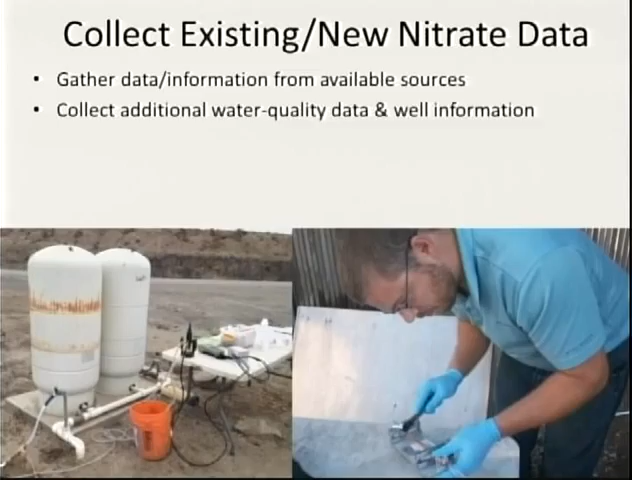 Collect Existing/New Nitrate Data
• Gather data/information from available sources
• Collect additional water-quality data & well information